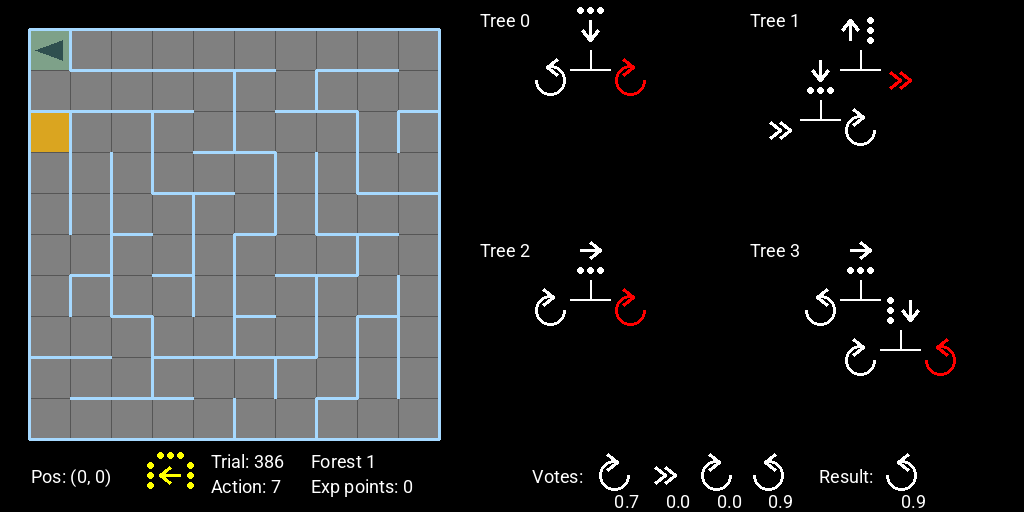 Tree 0
Tree 1
Tree 2
Tree 3
Pos: (0, 0)
Trial: 386
Action: 7
Forest 1
Exp points: 0
Votes:
0.7
0.0
0.0
0.9
Result:
0.9